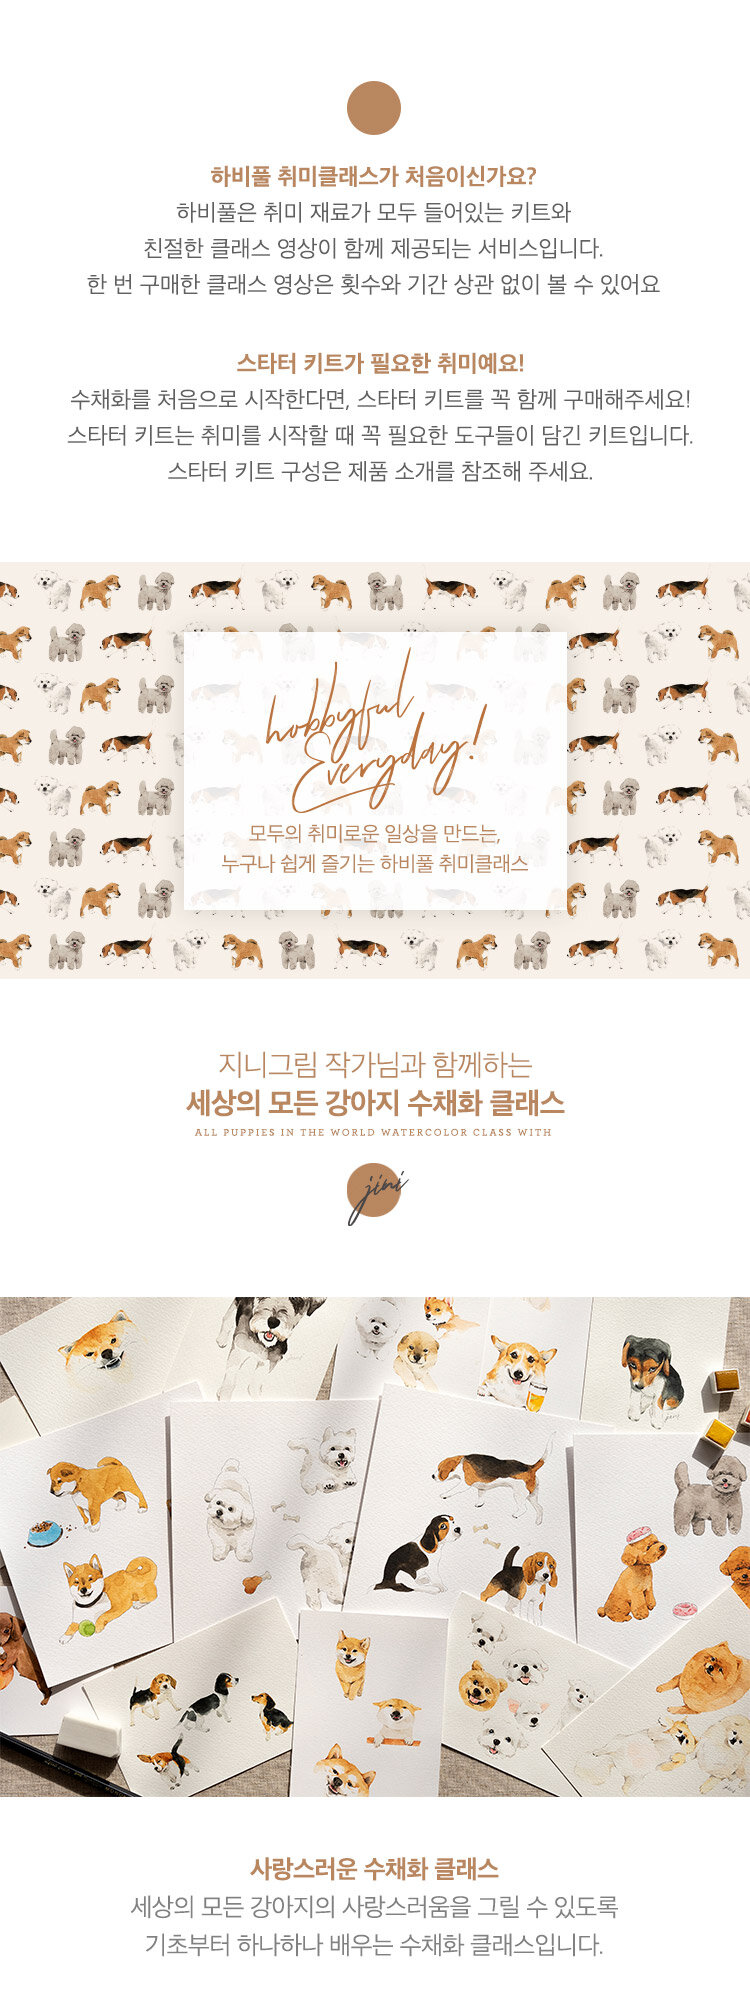 하비풀 취미클래스가 처음이신가요?
하비풀은 취미 재료가 모두 들어있는 키트와
친절한 클래스 영상이 함께 제공되는 서비스입니다.
한 번 구매한 클래스 영상은 횟수와 기간 상관 없이 볼 수 있어요
스타터 키트가 필요한 취미예요!
수채화를 처음으로 시작한다면, 스타터 키트를 꼭 함께 구매해주세요!
스타터 키트는 취미를 시작할 때 꼭 필요한 도구들이 담긴 키트입니다.
스타터 키트 구성은 제품 소개를 참조해 주세요.
hobbyful
Everyday!
모두의 취미로운 일상을 만드는,
누구나 쉽게 즐기는 하비풀 취미클래스
지니그림 작가님과 함께하는
세상의 모든 강아지 수채화 클래스
ALL PUPPIES IN THE WORLD WATERCOLOR CLASS WITH
jini
사랑스러운 수채화 클래스
세상의 모든 강아지의 사랑스러움을 그릴 수 있도록
기초부터 하나하나 배우는 수채화 클래스입니다.